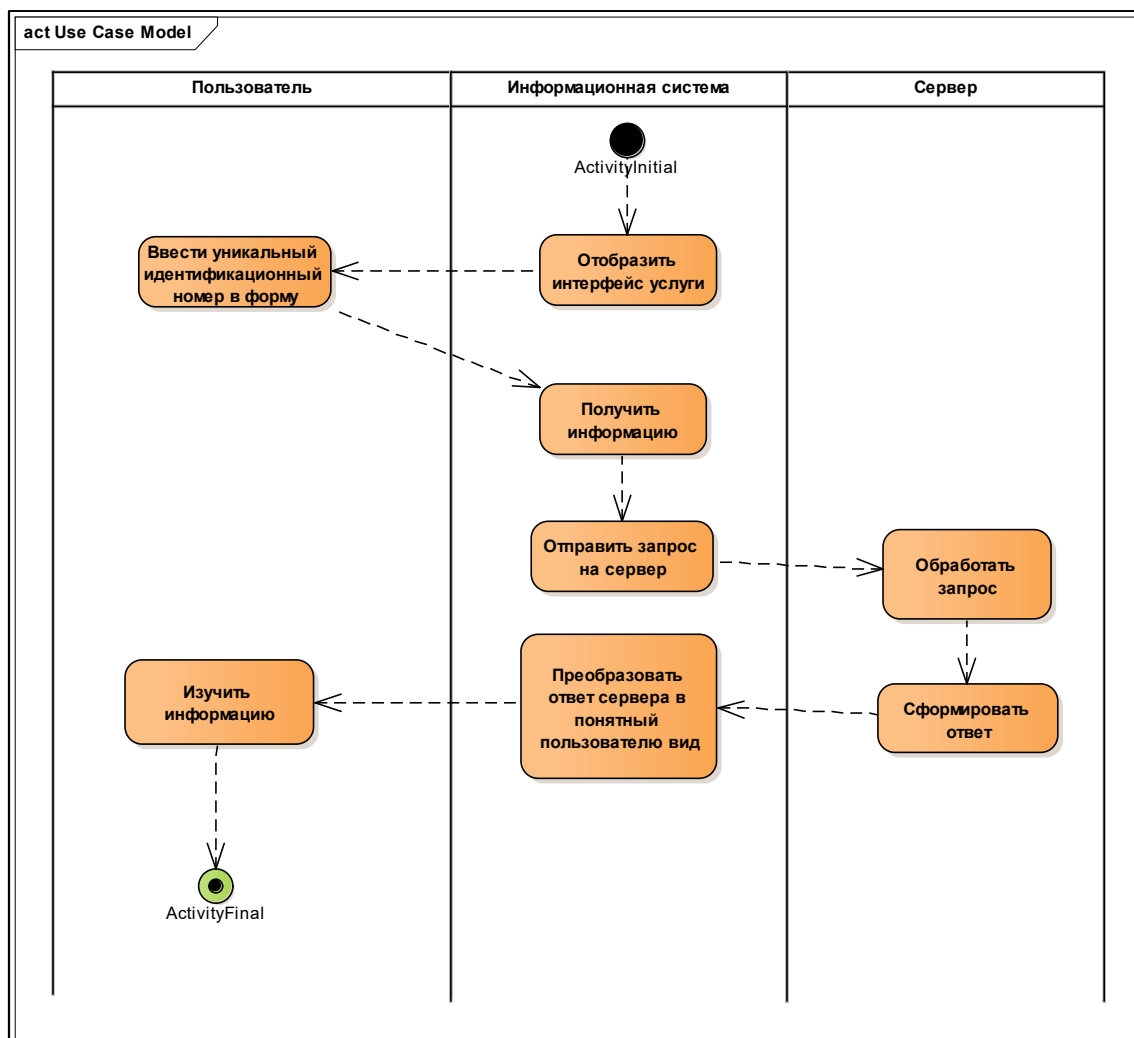 act Use Case Model
Пользователь
Информационная система
Сервер
ActivityInitial
Ввести уникальный
идентификационный
номер в форму
Отобразить
интерфейс услуги
Получить
информацию
Отправить запрос
на сервер
Обработать
запрос
Изучить
информацию
Преобразовать
ответ сервера в
понятный
пользователю вид
Сформировать
ответ
ActivityFinal